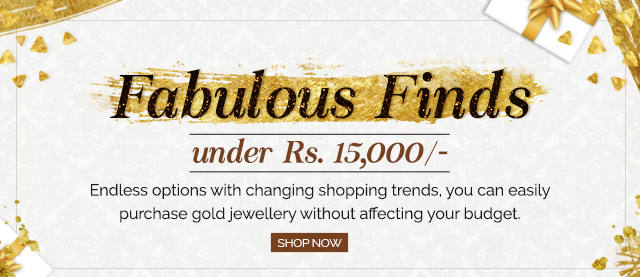 Fabulous Finds
under Rs. 15,000/-
Endless options with changing shopping trends, you can easily
purchase gold jewellery without affecting your budget.
SHOP NOW